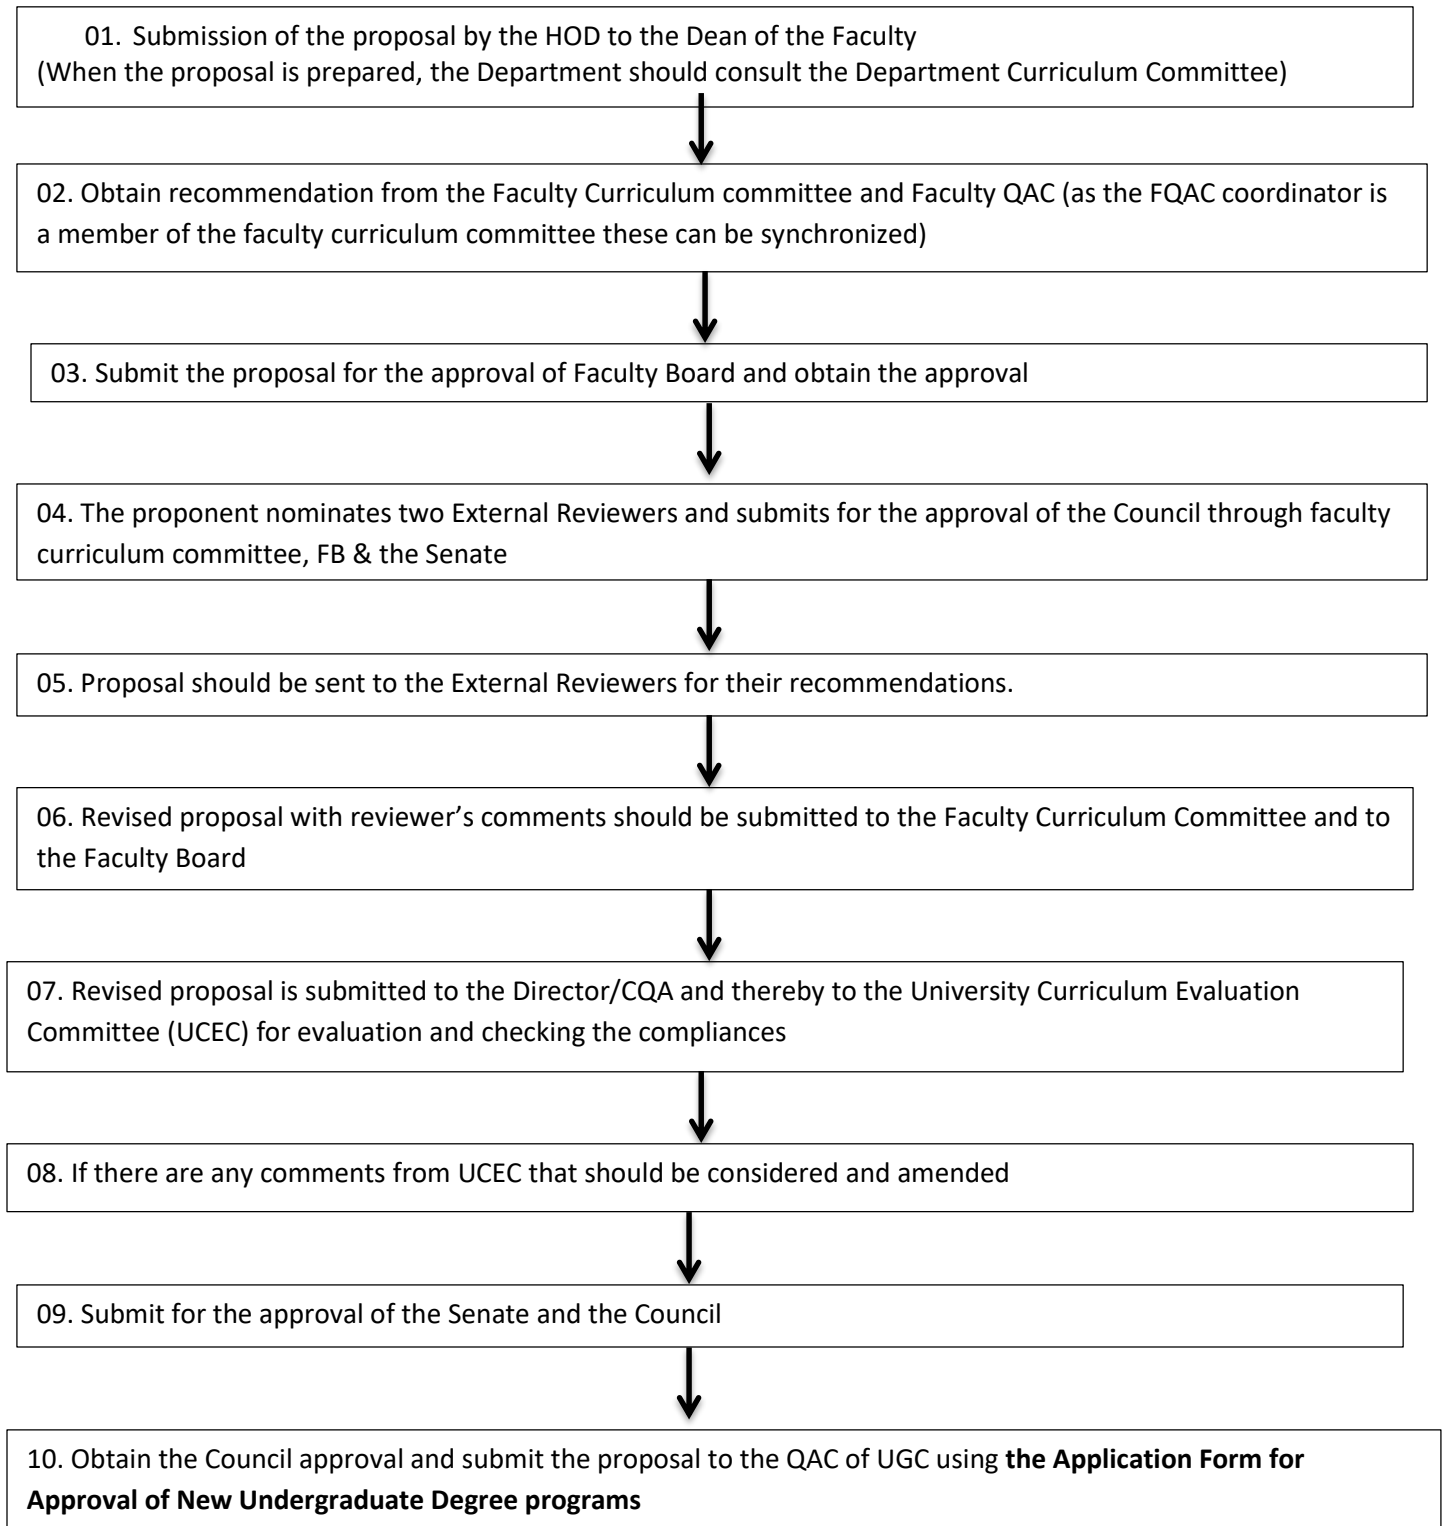 01. Submission of the proposal by the HOD to the Dean of the Faculty
(When the proposal is prepared, the Department should consult the Department Curriculum Committee)
02. Obtain recommendation from the Faculty Curriculum committee and Faculty QAC (as the FQAC coordinator is
a member of the faculty curriculum committee these can be synchronized)
03. Submit the proposal for the approval of Faculty Board and obtain the approval
04. The proponent nominates two External Reviewers and submits for the approval of the Council through faculty
curriculum committee, FB & the Senate
05. Proposal should be sent to the External Reviewers for their recommendations.
06. Revised proposal with reviewer’s comments should be submitted to the Faculty Curriculum Committee and to
the Faculty Board
07. Revised proposal is submitted to the Director/CQA and thereby to the University Curriculum Evaluation
Committee (UCEC) for evaluation and checking the compliances
08. If there are any comments from UCEC that should be considered and amended
09. Submit for the approval of the Senate and the Council
10. Obtain the Council approval and submit the proposal to the QAC of UGC using the Application Form for
Approval of New Undergraduate Degree programs